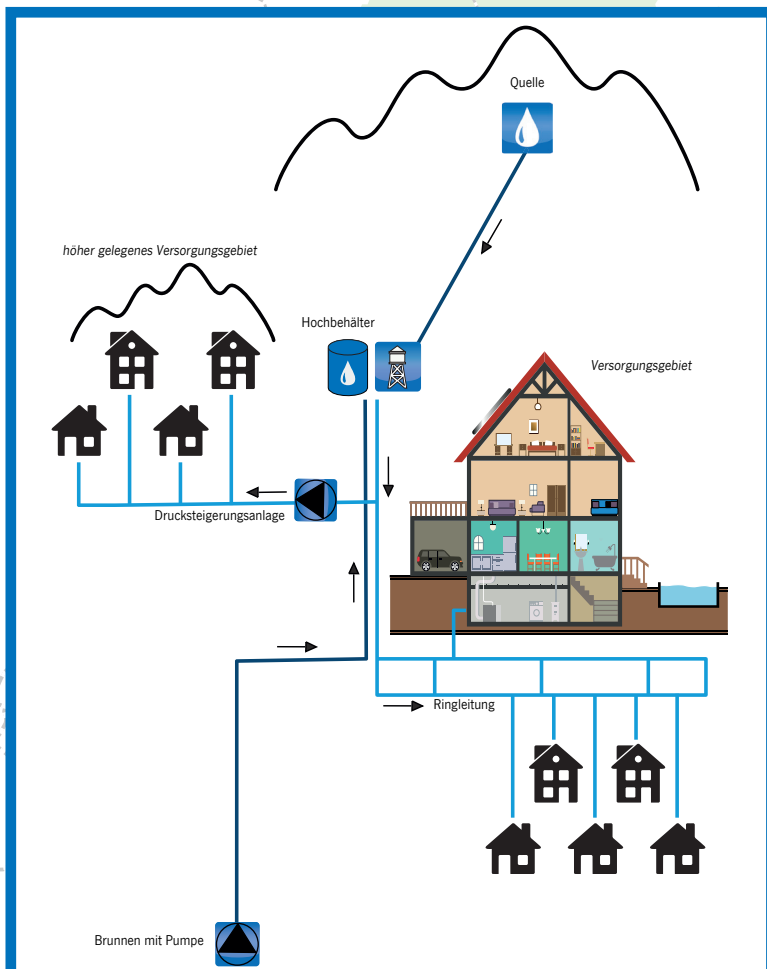 Quelle
höher gelegenes Versorgungsgebiet
Hochbehälter
Versorgungsgebiet
Drucksteigerungsanlage
Ringleitung
Brunnen mit Pumpe